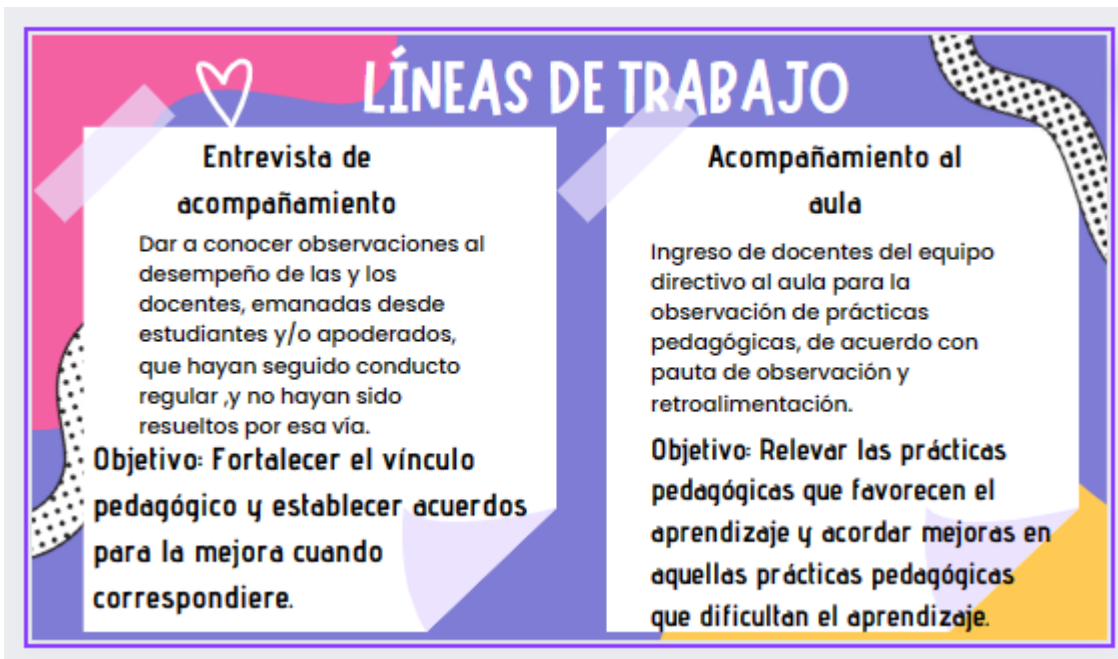 LÍNEAS DE TRABAJO
Entrevista de
acompañamiento
Dar a conocer observaciones al
desempeño de las y los
docentes, emanadas desde
estudiantes y/o apoderados,
que hayan seguido conducto
regular ,y no hayan sido
resueltos por esa vía.
Objetivo: Fortalecer el vínculo
pedagógico y establecer acuerdos
para la mejora cuando
correspondiere.
Acompañamiento al
aula
Ingreso de docentes del equipo
directivo al aula para la
observación de prácticas
pedagógicas, de acuerdo con
pauta de observación y
retroalimentación.
Objetivo: Relevar las prácticas
pedagógicas que favorecen el
aprendizaje y acordar mejoras en
aquellas prácticas pedagógicas
que dificultan el aprendizaje.